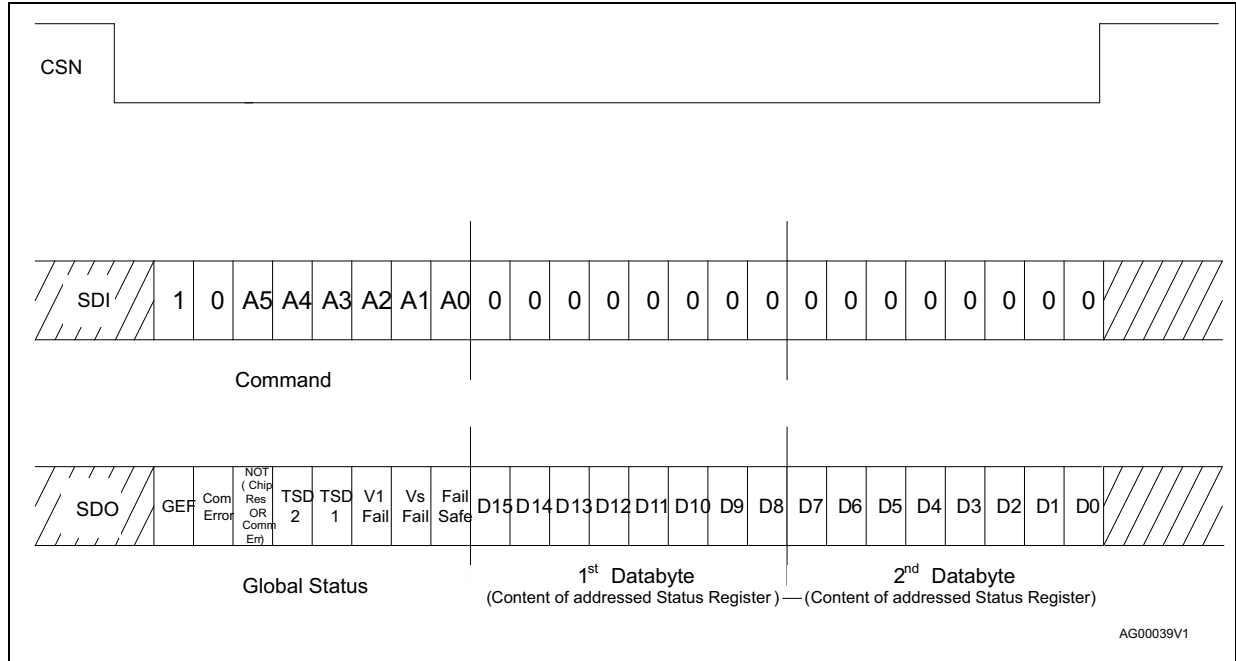 CSN
SDI 1 0 A5 A4 A3 A2 A1 A0 0 0 0 0 0 0 0 0 0 0 0 0 0 0 0 0
Command
SDO GEF Com Error NOT ( Chip Res OR Comm Err) TSD 2 TSD 1 V1 Fail Vs Fail Fail Safe D15 D14 D13 D12 D11 D10 D9 D8 D7 D6 D5 D4 D3 D2 D1 D0
Global Status
1st Databyte
(Content of addressed Status Register )
2nd Databyte
(Content of addressed Status Register)
AG00039V1